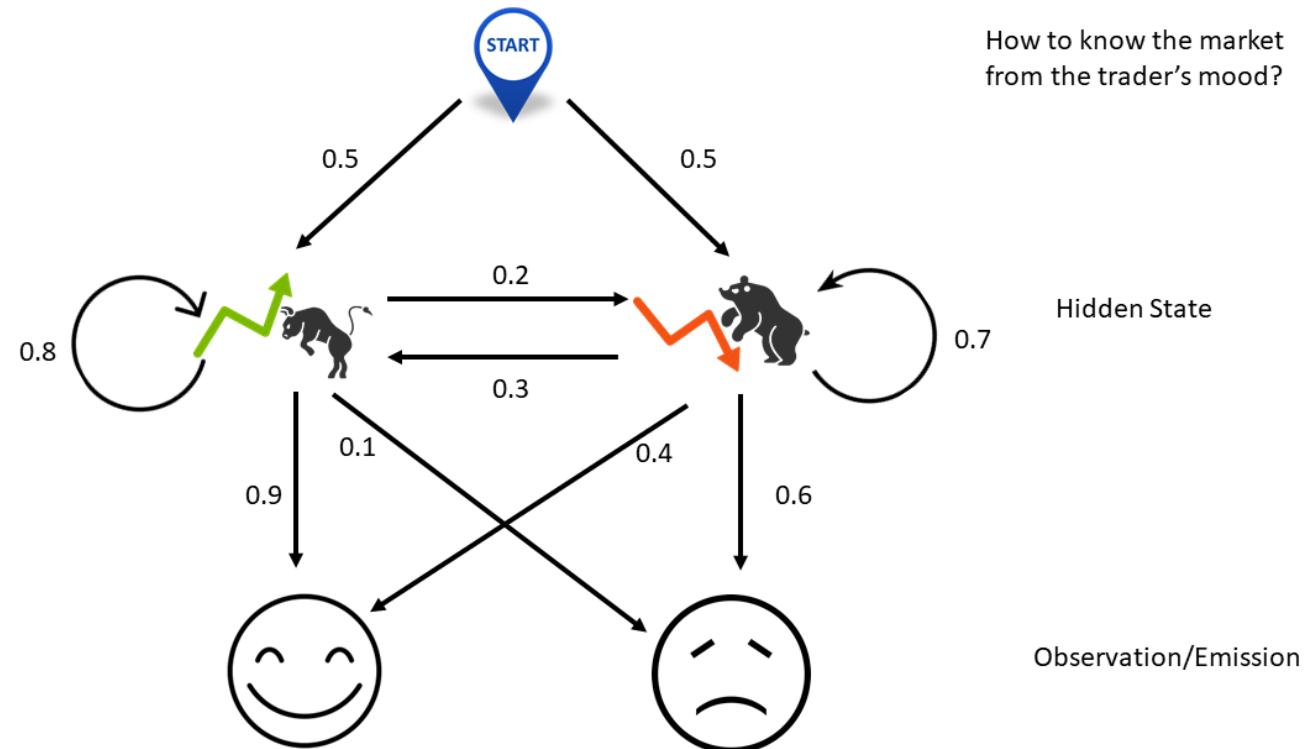 START
How to know the market
from the trader's mood?
0.5
0.5
0.2
Hidden State
0.8
0.7
0.3
0.1
0.4
0.9
0.6
Observation/Emission